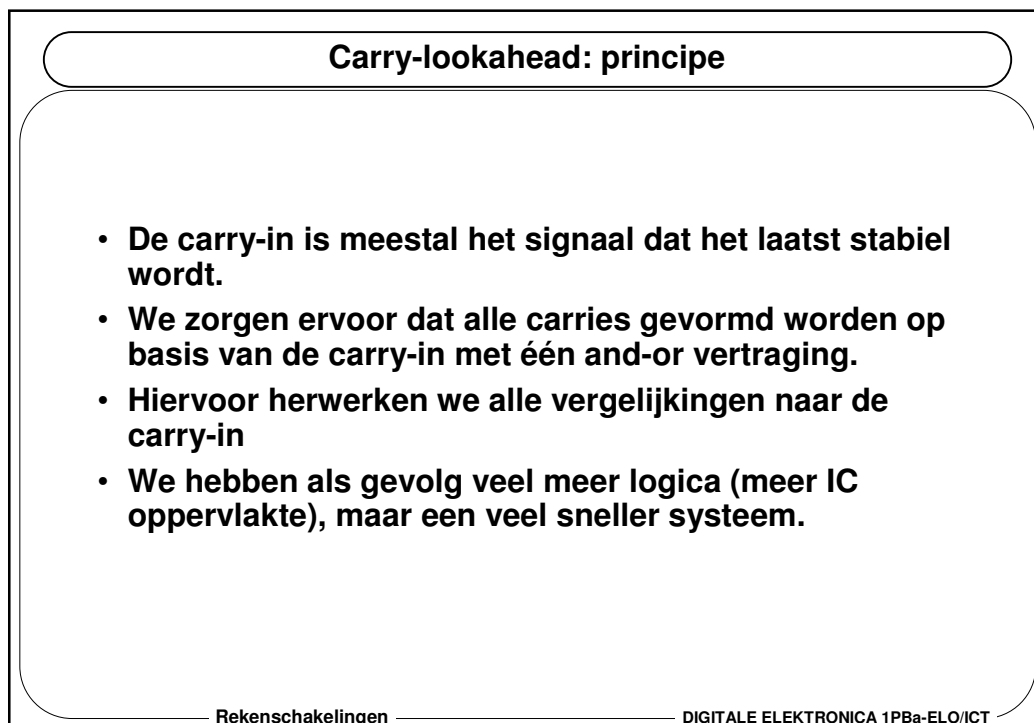 Carry-lookahead: principe
• De carry-in is meestal het signaal dat het laatst stabiel
wordt.
• We zorgen ervoor dat alle carries gevormd worden op
basis van de carry-in met één and-or vertraging.
• Hiervoor herwerken we alle vergelijkingen naar de
carry-in
• We hebben als gevolg veel meer logica (meer IC
oppervlakte), maar een veel sneller systeem.
Rekenschakelingen DIGITALE ELEKTRONICA 1PBa-ELO/ICT